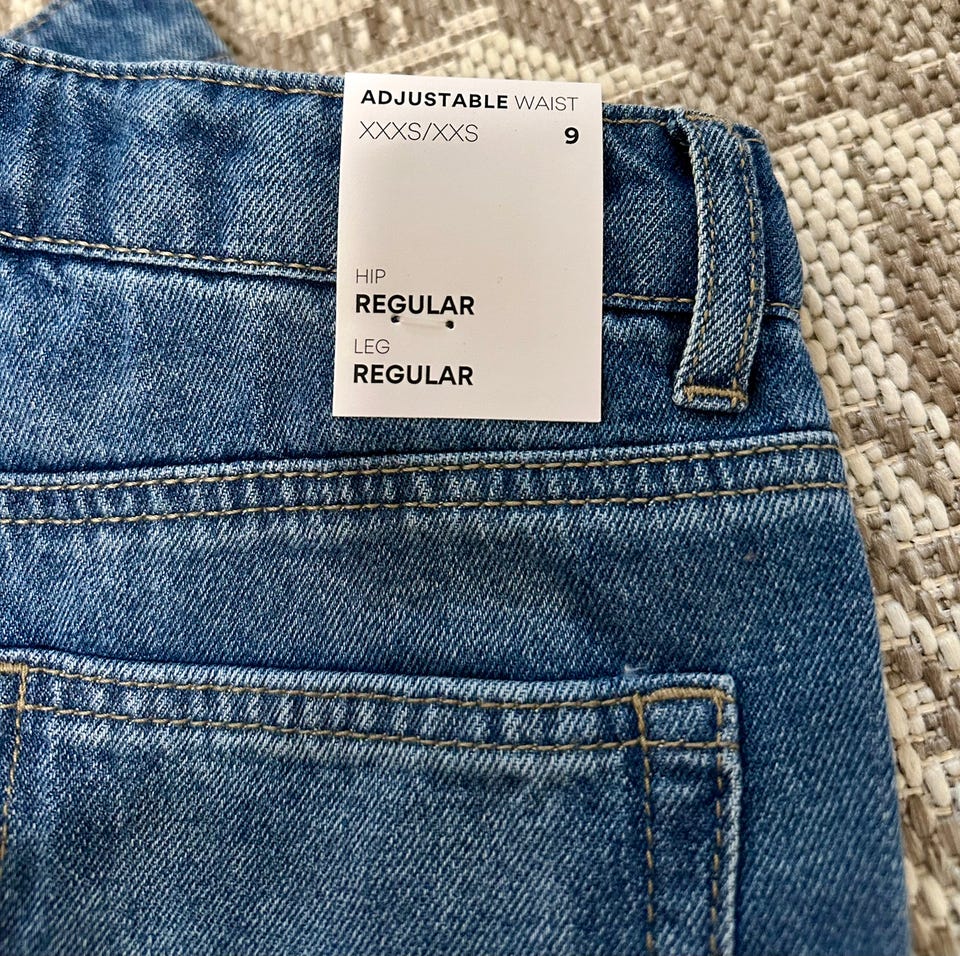 ADJUSTABLE WAIST
XXXS/XXS 9
HIP
REGULAR
LEG
REGULAR